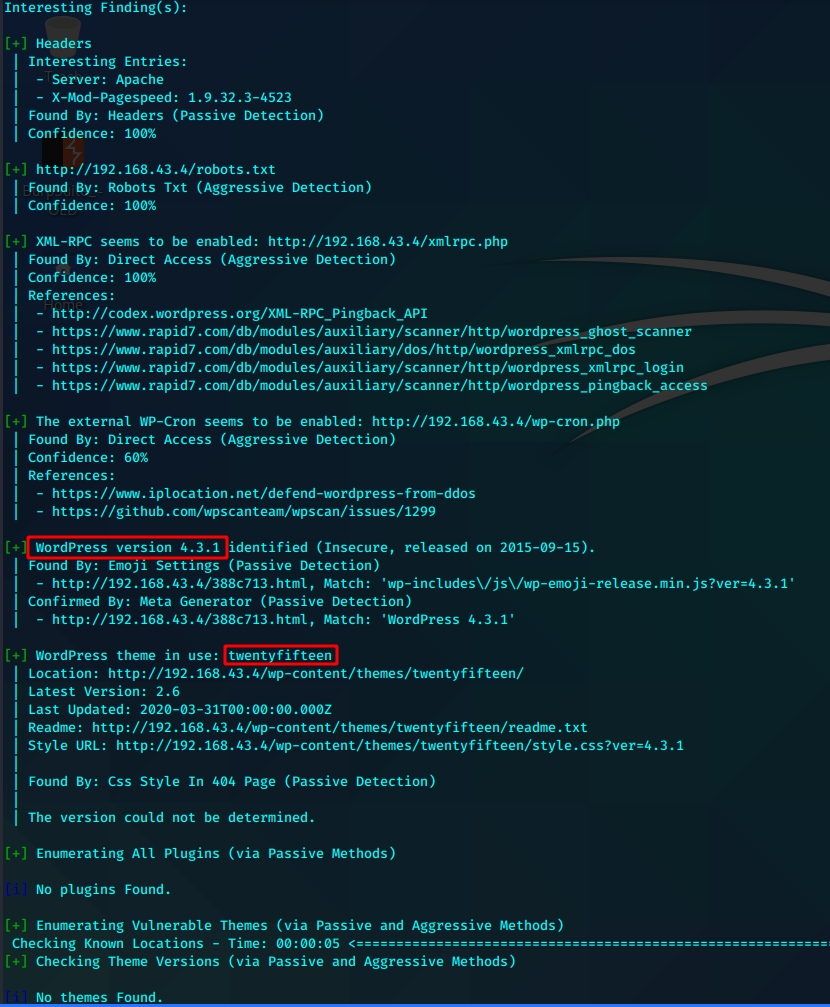 Interesting Finding(s):
[+] Headers
| Interesting Entries:
| - Server: Apache
| - X-Mod-Pagespeed: 1.9.32.3-4523
| Found By: Headers (Passive Detection)
| Confidence: 100%
[+] http://192.168.43.4/robots.txt
| Found By: Robots Txt (Aggressive Detection)
| Confidence: 100%
[+] XML-RPC seems to be enabled: http://192.168.43.4/xmlrpc.php
| Found By: Direct Access (Aggressive Detection)
| Confidence: 100%
| References:
Home
| - http://codex.wordpress.org/XML-RPC_Pingback_API
| - https://www.rapid7.com/db/modules/auxiliary/scanner/http/wordpress_ghost_scanner
| - https://www.rapid7.com/db/modules/auxiliary/dos/http/wordpress_xmlrpc_dos
| - https://www.rapid7.com/db/modules/auxiliary/scanner/http/wordpress_xmlrpc_login
| - https://www.rapid7.com/db/modules/auxiliary/scanner/http/wordpress_pingback_access
[+] The external WP-Cron seems to be enabled: http://192.168.43.4/wp-cron.php
| Found By: Direct Access (Aggressive Detection)
| Confidence: 60%
| References:
| - https://www.iplocation.net/defend-wordpress-from-ddos
| - https://github.com/wpscanteam/wpscan/issues/1299
[+] WordPress version 4.3.1 identified (Insecure, released on 2015-09-15).
| Found By: Emoji Settings (Passive Detection)
| - http://192.168.43.4/388c713.html, Match: 'wp-includes\/js\/wp-emoji-release.min.js?ver=4.3.1'
| Confirmed By: Meta Generator (Passive Detection)
| - http://192.168.43.4/388c713.html, Match: 'WordPress 4.3.1'
[+] WordPress theme in use: twentyfifteen
| Location: http://192.168.43.4/wp-content/themes/twentyfifteen/
| Latest Version: 2.6
| Last Updated: 2020-03-31T00:00:00.000Z
| Readme: http://192.168.43.4/wp-content/themes/twentyfifteen/readme.txt
| Style URL: http://192.168.43.4/wp-content/themes/twentyfifteen/style.css?ver=4.3.1
|
| Found By: Css Style In 404 Page (Passive Detection)
|
| The version could not be determined.
[+] Enumerating All Plugins (via Passive Methods)
[i] No plugins Found.
[+] Enumerating Vulnerable Themes (via Passive and Aggressive Methods)
Checking Known Locations - Time: 00:00:05 <===========================================================
[+] Checking Theme Versions (via Passive and Aggressive Methods)
[i] No themes Found.